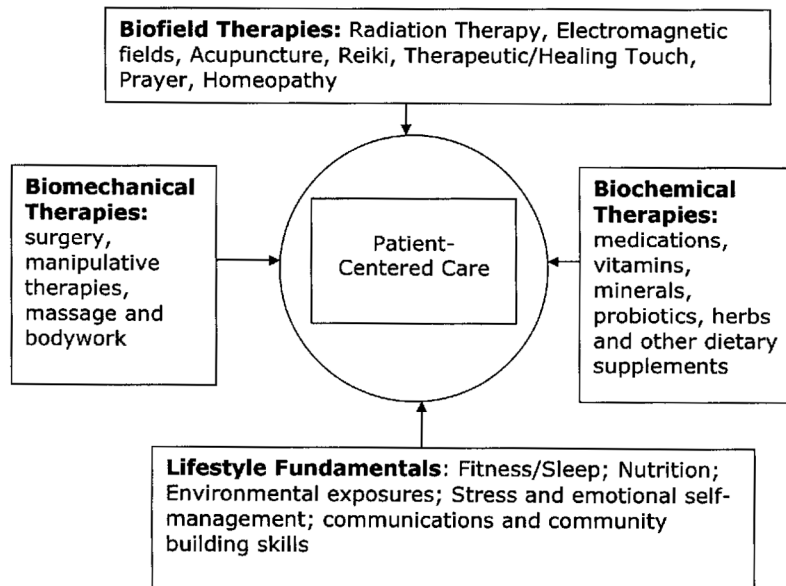 Biofield Therapies: Radiation Therapy, Electromagnetic
fields, Acupuncture, Reiki, Therapeutic/Healing Touch,
Prayer, Homeopathy
Biomechanical
Therapies:
surgery,
manipulative
therapies,
massage and
bodywork
Patient-
Centered Care
Biochemical
Therapies:
medications,
vitamins,
minerals,
probiotics, herbs
and other dietary
supplements
Lifestyle Fundamentals: Fitness/Sleep; Nutrition;
Environmental exposures; Stress and emotional self-
management; communications and community
building skills